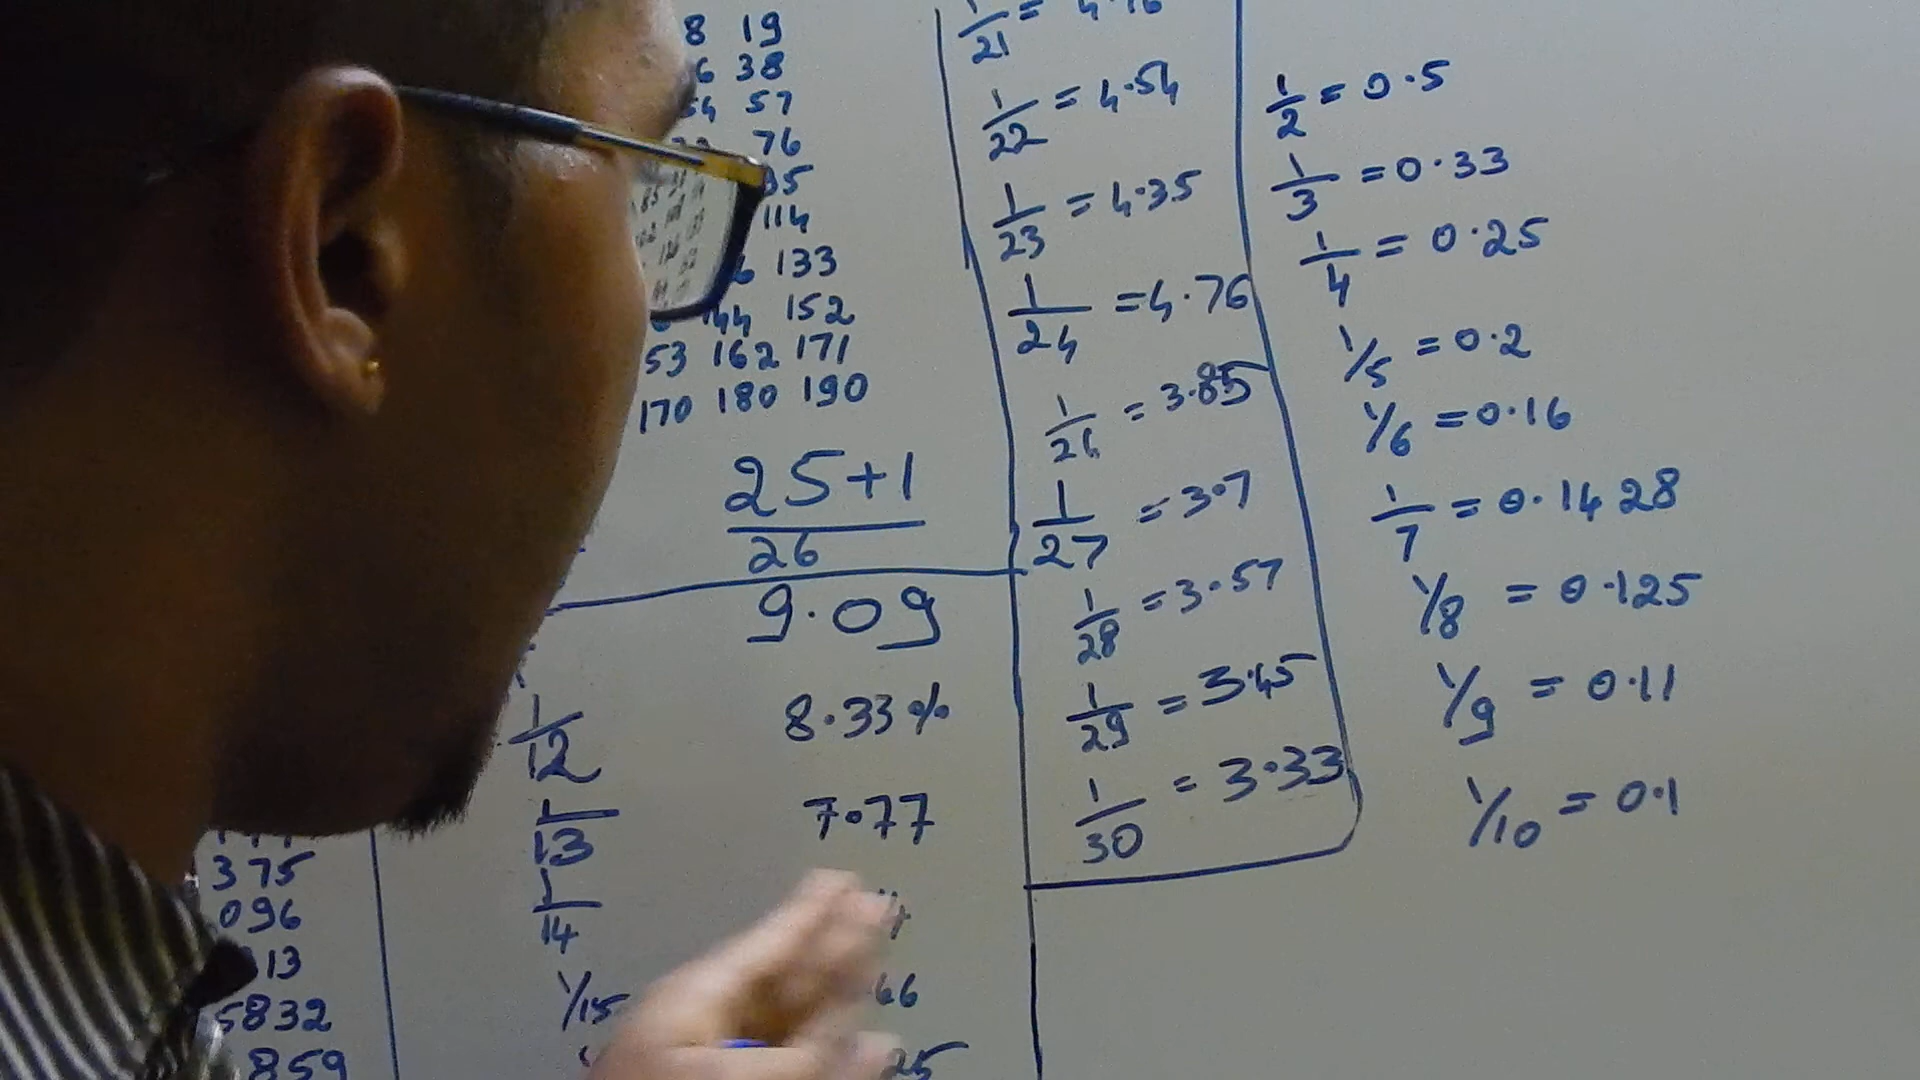 8 19
6 38
54 57
76
95
114
133
144 152
53 162 171
170 180 190
25+1
26
9.09
1/12 8.33%
1/13 7.77
1/14 4
1/15 66
25
375
096
13
5832
859
1/21 = 4.76
1/22 = 4.54
1/23 = 4.35
1/24 = 4.76
1/26 = 3.85
1/27 = 3.7
1/28 = 3.57
1/29 = 3.45
1/30 = 3.33
1/2 = 0.5
1/3 = 0.33
1/4 = 0.25
1/5 = 0.2
1/6 = 0.16
1/7 = 0.1428
1/8 = 0.125
1/9 = 0.11
1/10 = 0.1